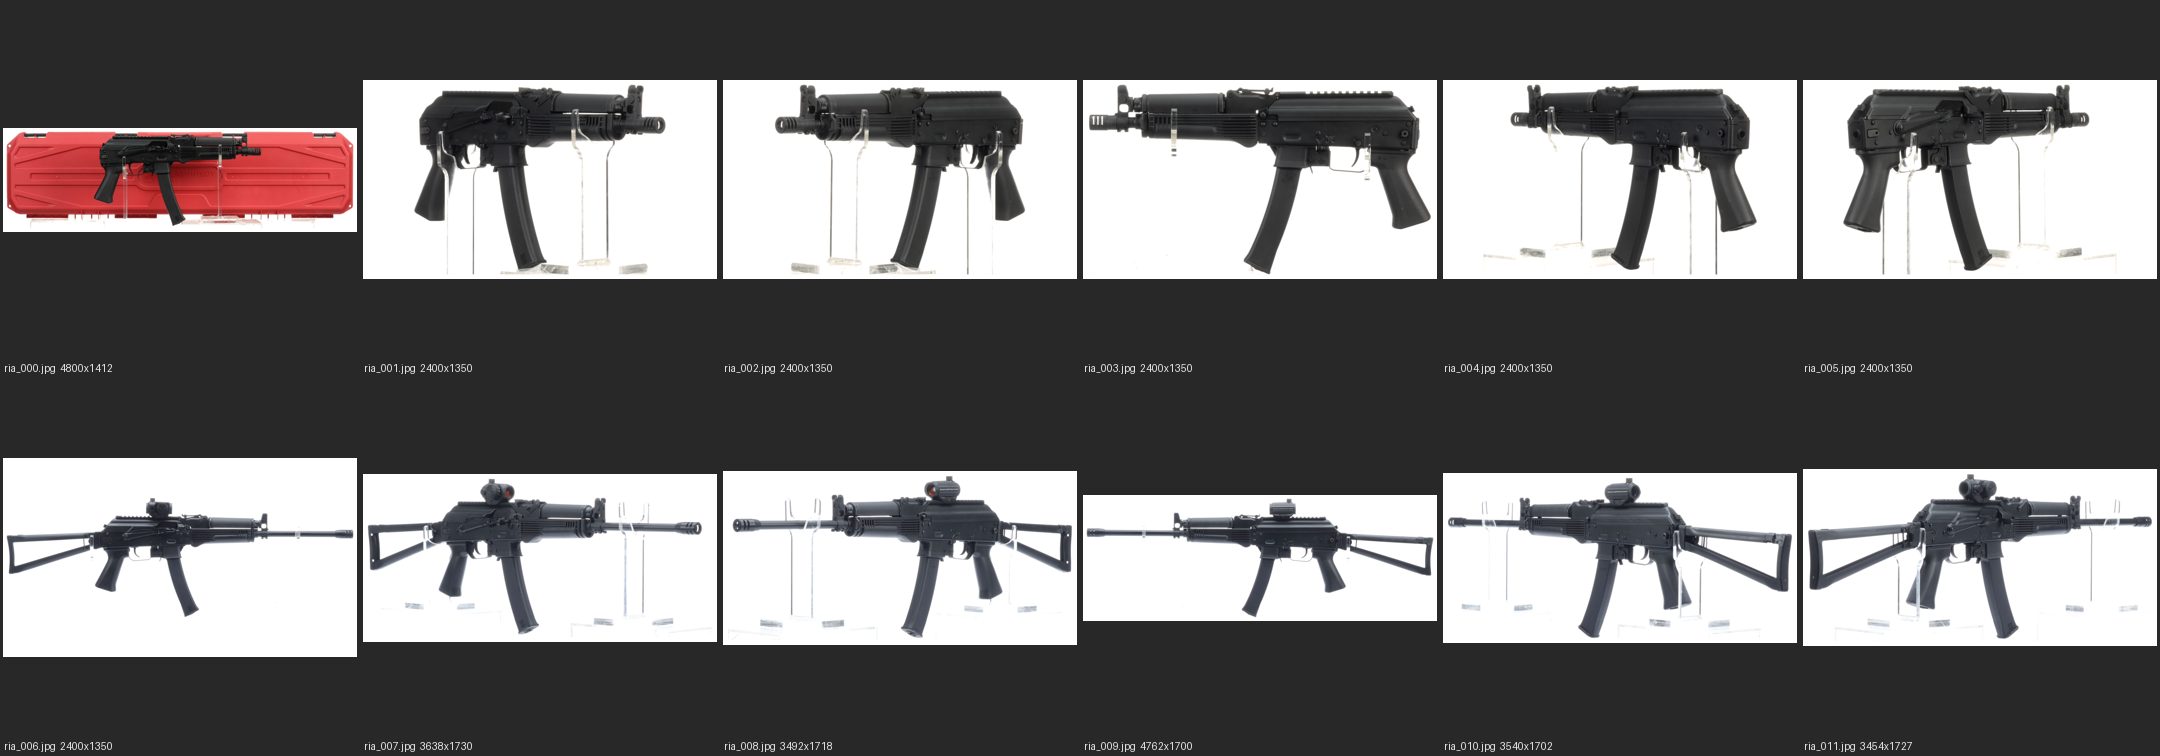 ria_000.jpg 4800x1412
ria_001.jpg 2400x1350
ria_002.jpg 2400x1350
ria_003.jpg 2400x1350
ria_004.jpg 2400x1350
ria_005.jpg 2400x1350
ria_006.jpg 2400x1350
ria_007.jpg 3638x1730
ria_008.jpg 3492x1718
ria_009.jpg 4762x1700
ria_010.jpg 3540x1702
ria_011.jpg 3454x1727